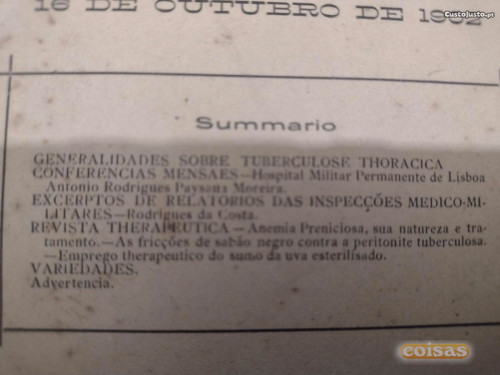 16 DE OUTUBRO DE 1902
CustoJusto.pt
Summario
GENERALIDADES SOBRE TUBERCULOSE THORACICA
CONFERENCIAS MENSAES—Hospital Militar Permanente de Lisboa
Antonio Rodrigues Paysana Moreira.
EXCERPTOS DE RELATORIOS DAS INSPECÇÕES MEDICO-MI-
LITARES—Rodrigues da Costa.
REVISTA THERAPEUTICA—Anemia Preniciosa, sua natureza e tra-
tamento.—As fricções de sabão negro contra a peritonite tuberculosa.
—Emprego therapeutico do sumo da uva esterilisado.
VARIEDADES.
Advertencia.
coisas